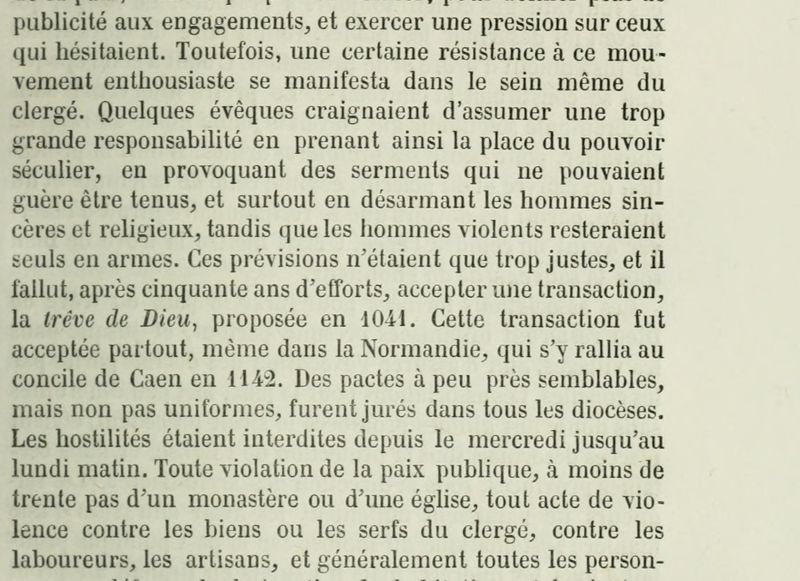 publicité aux engagements, et exercer une pression sur ceux
qui hésitaient. Toutefois, une certaine résistance à ce mou-
vement enthousiaste se manifesta dans le sein même du
clergé. Quelques évêques craignaient d'assumer une trop
grande responsabilité en prenant ainsi la place du pouvoir
séculier, en provoquant des serments qui ne pouvaient
guère être tenus, et surtout en désarmant les hommes sin-
cères et religieux, tandis que les hommes violents resteraient
seuls en armes. Ces prévisions n'étaient que trop justes, et il
fallut, après cinquante ans d'efforts, accepter une transaction,
la trêve de Dieu, proposée en 1041. Cette transaction fut
acceptée partout, même dans la Normandie, qui s'y rallia au
concile de Caen en 1142. Des pactes à peu près semblables,
mais non pas uniformes, furent jurés dans tous les diocèses.
Les hostilités étaient interdites depuis le mercredi jusqu'au
lundi matin. Toute violation de la paix publique, à moins de
trente pas d'un monastère ou d'une église, tout acte de vio-
lence contre les biens ou les serfs du clergé, contre les
laboureurs, les artisans, et généralement toutes les person-